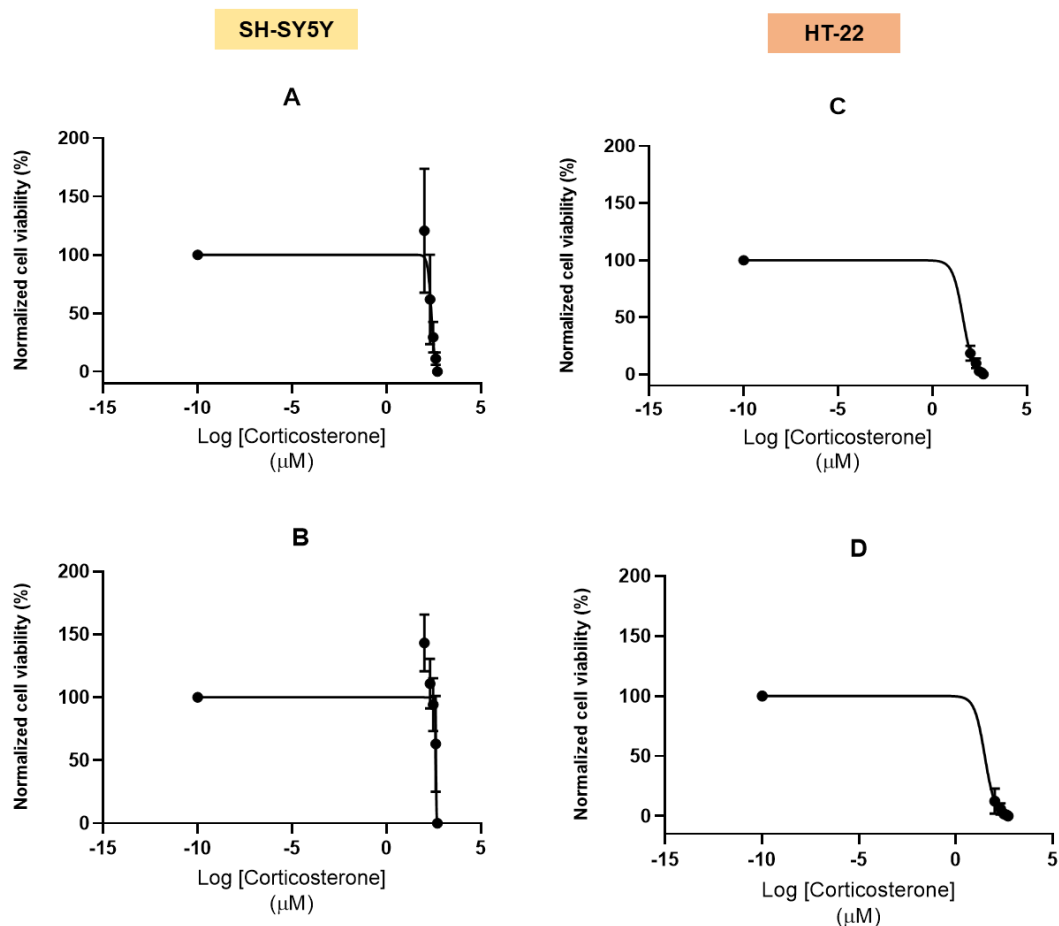 SH-SY5Y
HT-22
A
Normalized cell viability (%)
200
150
100
50
0
-15
-10
-5
0
5
Log [Corticosterone]
(μM)
C
Normalized cell viability (%)
200
150
100
50
0
-15
-10
-5
0
5
Log [Corticosterone]
(μM)
B
Normalized cell viability (%)
200
150
100
50
0
-15
-10
-5
0
5
Log [Corticosterone]
(μM)
D
Normalized cell viability (%)
200
150
100
50
0
-15
-10
-5
0
5
Log [Corticosterone]
(μM)